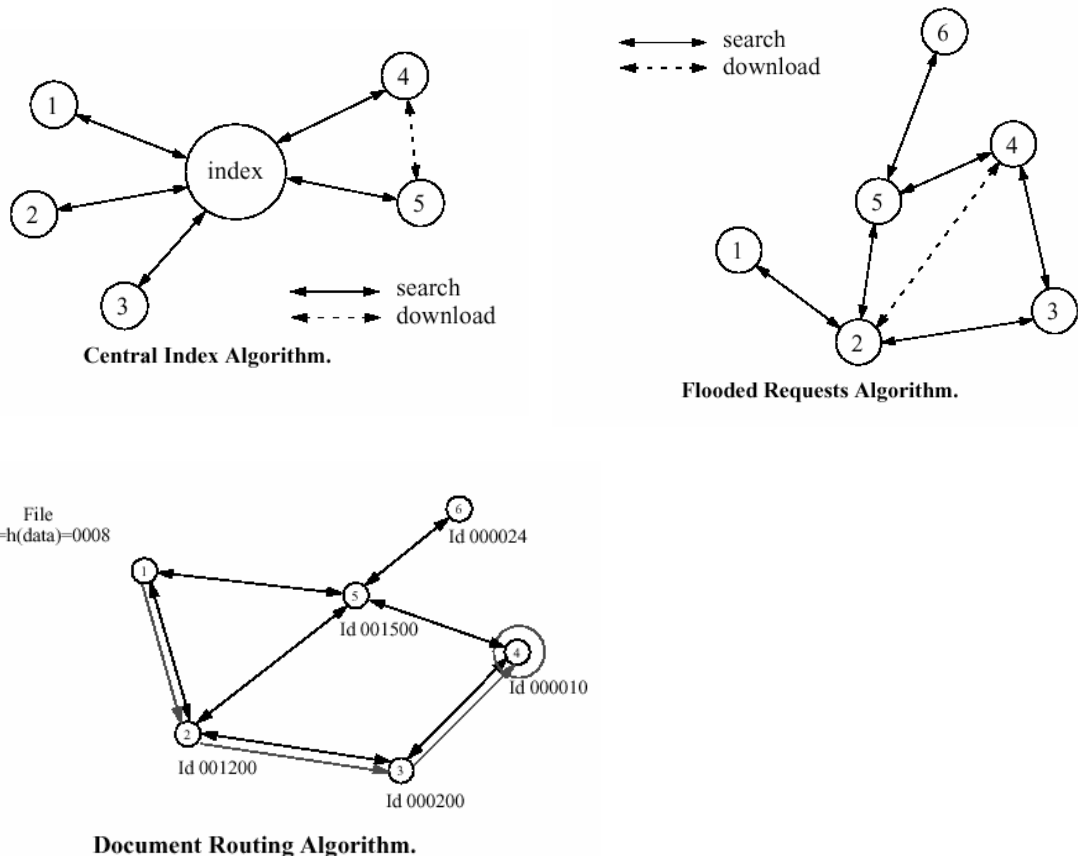 1
4
index
2
5
3
search
download
Central Index Algorithm.
search
download
6
4
5
1
3
2
Flooded Requests Algorithm.
File
=h(data)=0008
6
Id 000024
1
5
Id 001500
4
Id 000010
2
Id 001200
3
Id 000200
Document Routing Algorithm.